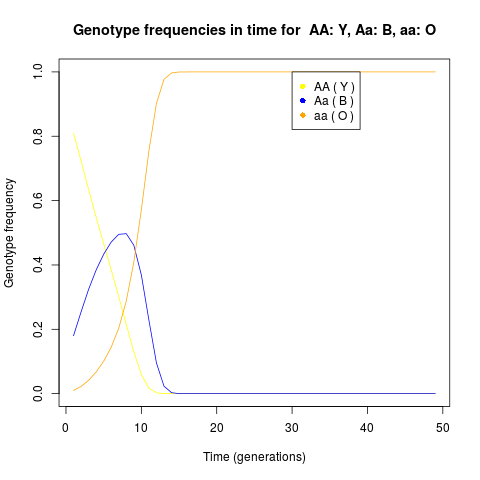 Genotype frequencies in time for  AA: Y, Aa: B, aa: O
Genotype frequency
1.0
0.8
0.6
0.4
0.2
0.0
AA ( Y )
Aa ( B )
aa ( O )
0 10 20 30 40 50
Time (generations)